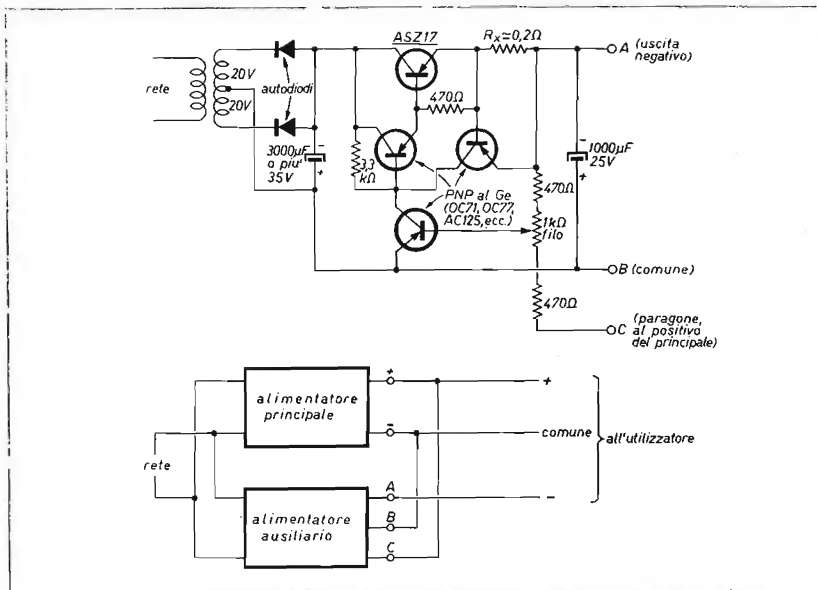 ASZ17
Rx≃0,2Ω
A (uscita
negativo)
20V
20V
rete
autodiodi
470Ω
3000µF
o piu'
35V
3,3
kΩ
1000µF
25V
470Ω
PNP al Ge
(OC71, OC77,
AC125, ecc.)
1kΩ
filo
B (comune)
470Ω
C
(paragone,
al positivo
del principale)
alimentatore
principale
+
-
+
comune
all'utilizzatore
rete
alimentatore
ausiliario
A
B
C
-